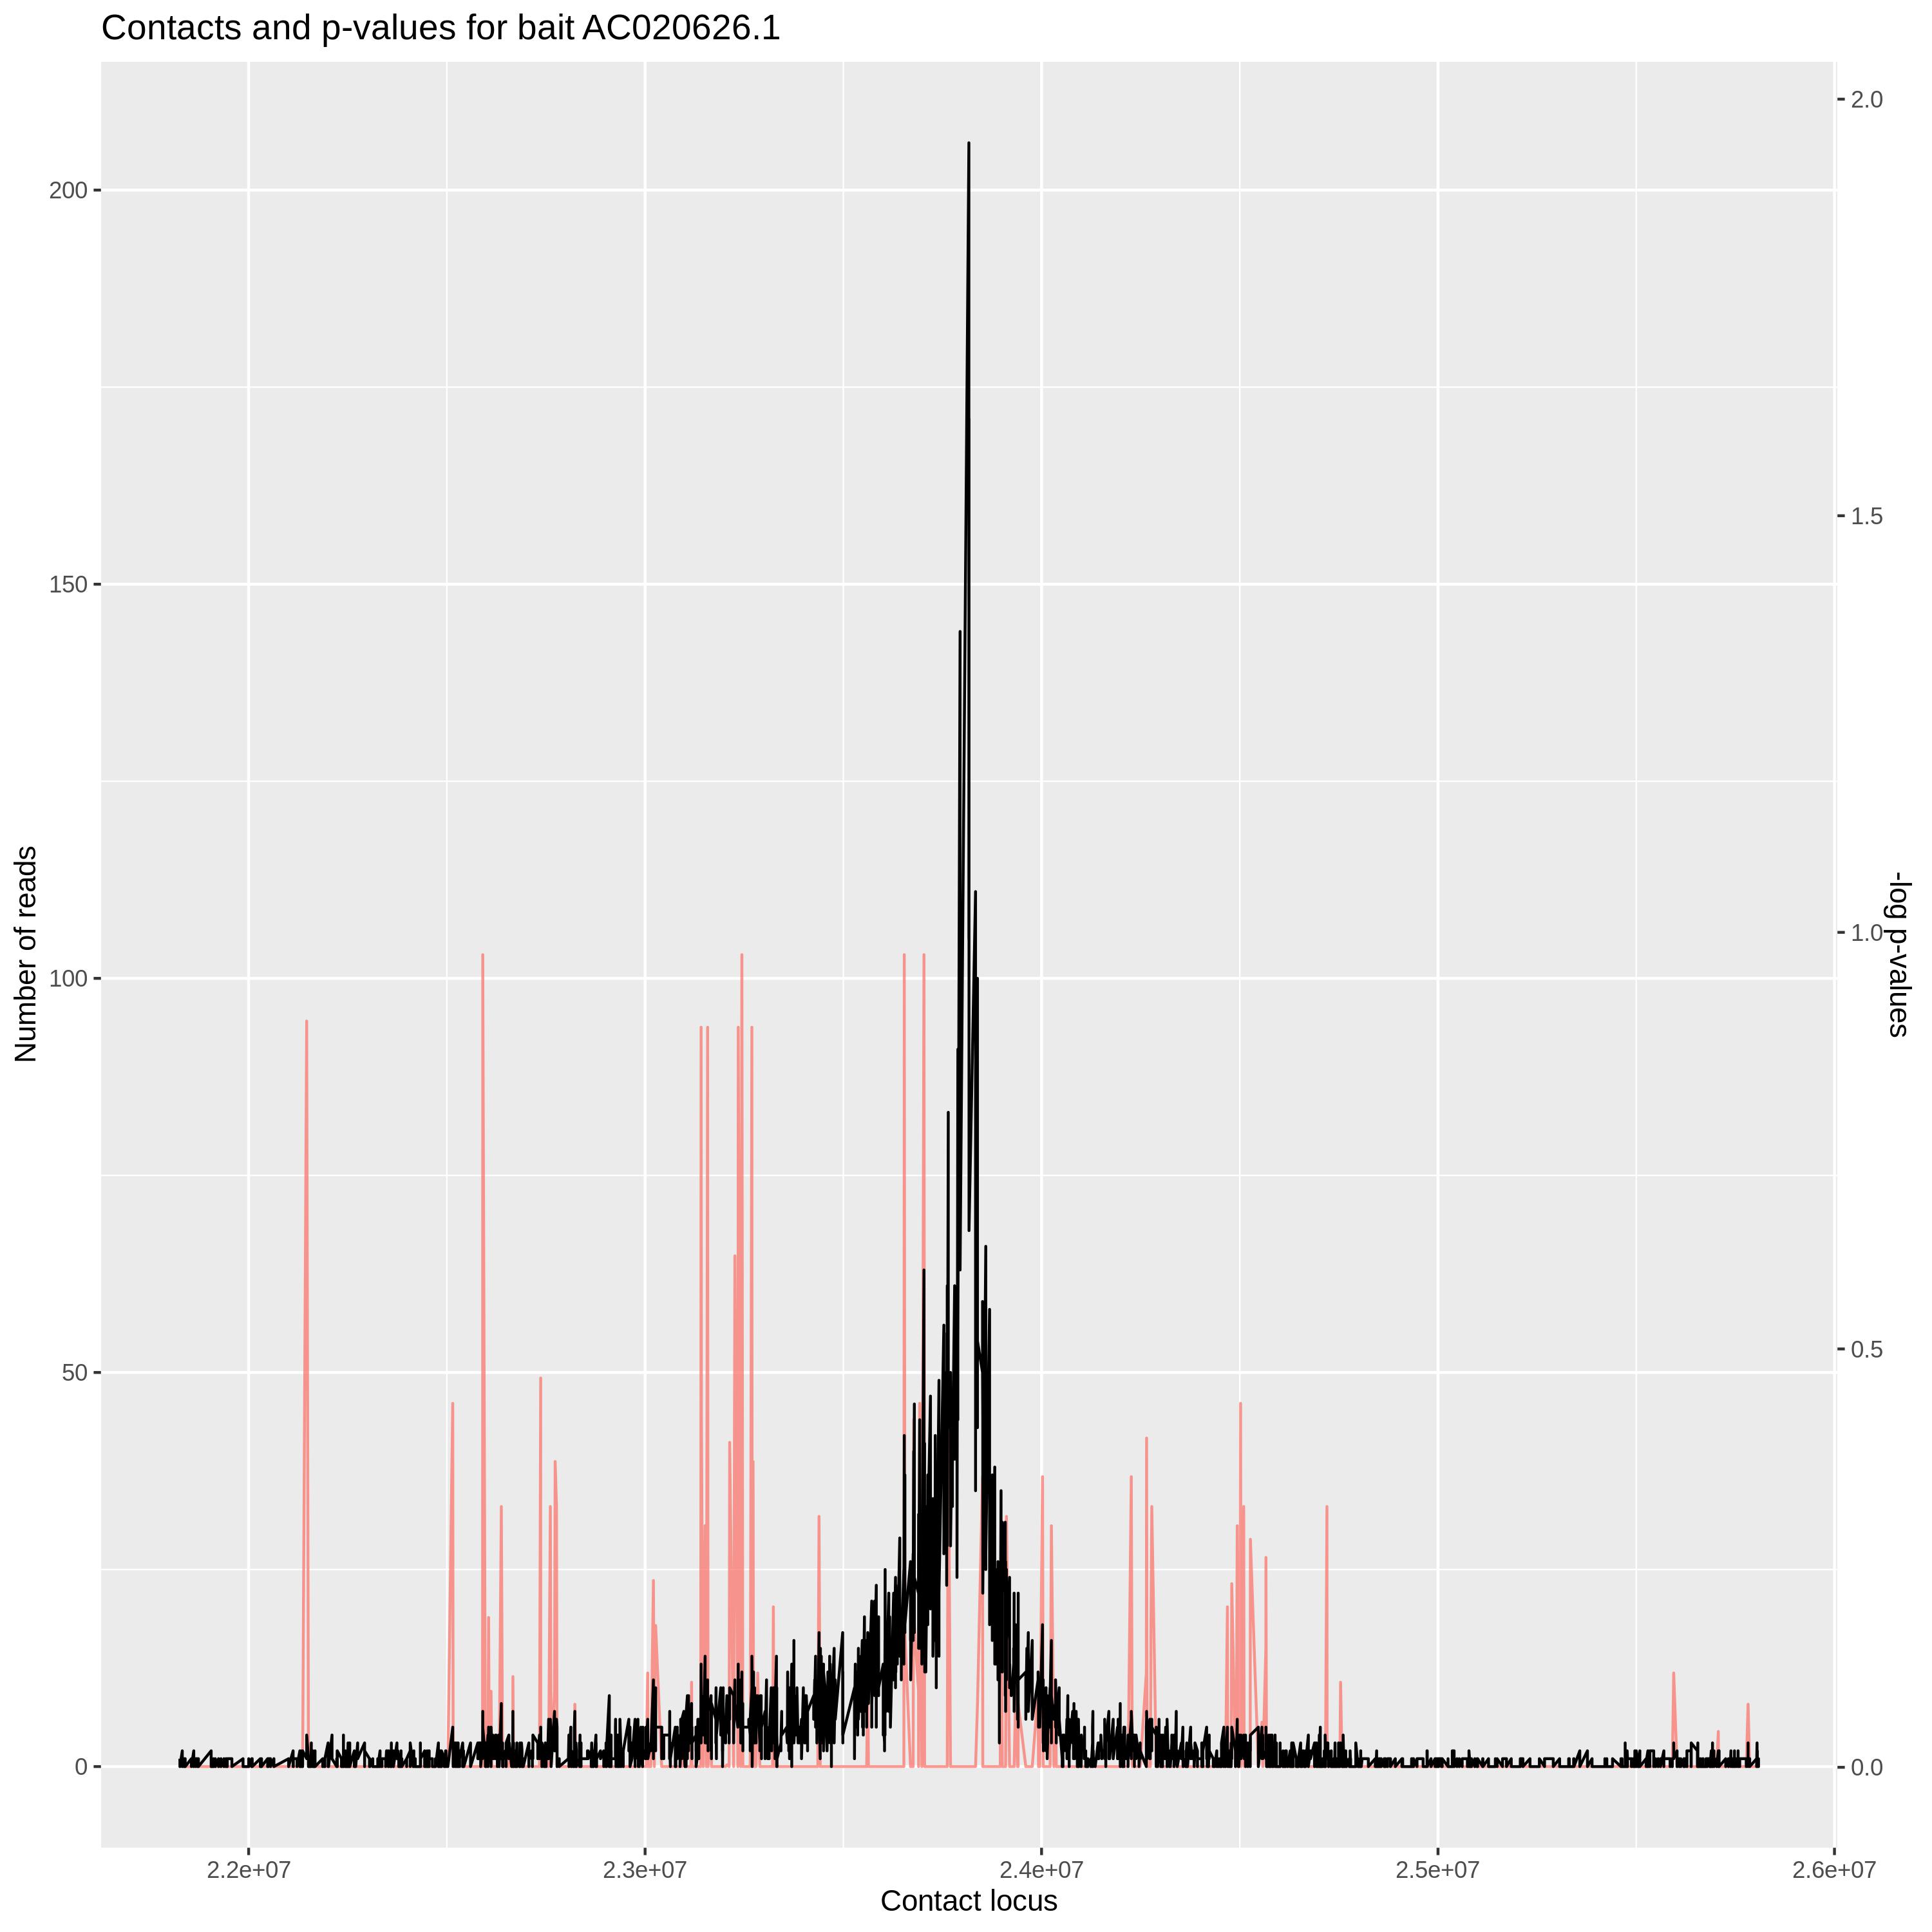 Contacts and p-values for bait AC020626.1
200
150
100
50
0
Number of reads
2.0
1.5
1.0
0.5
0.0
-log p-values
2.2e+07 2.3e+07 2.4e+07 2.5e+07 2.6e+07
Contact locus